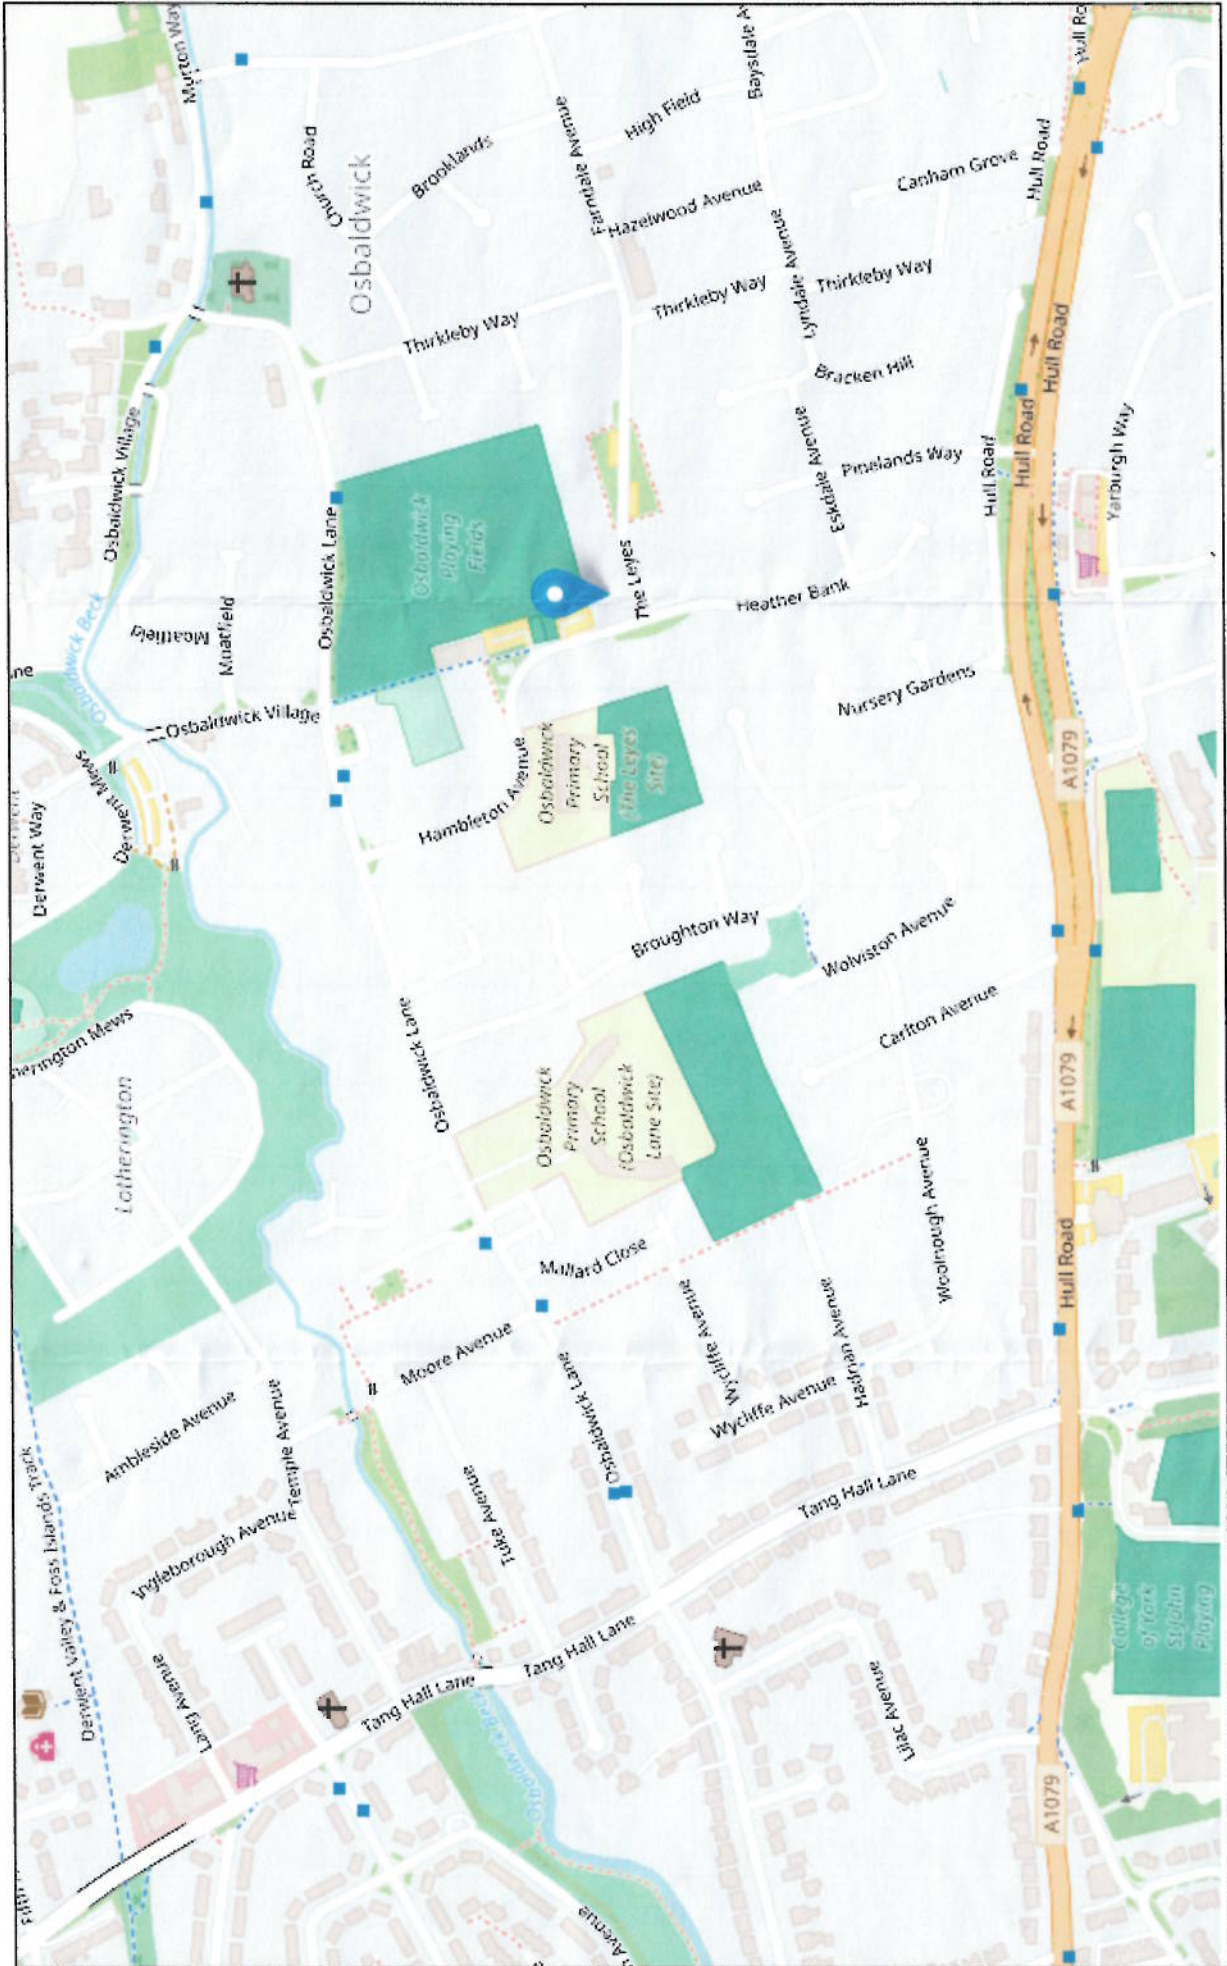 Derwent Valley & Foss Islands Track
Ambleside Avenue
Ingleborough Avenue
Temple Avenue
Laing Avenue
Tang Hall Lane
Tang Hall Lane
Tang Hall Lane
Osbaldwick Beck
Lotherington
Derwent Way
Derwent Mews
Osbaldwick Beck
Osbaldwick Village
Osbaldwick Village
Murton Way
Moatfield
Moatfield
Church Road
Osbaldwick
Brooklands
Osbaldwick Lane
Osbaldwick Lane
Osbaldwick Lane
Moore Avenue
Tuke Avenue
Mallard Close
Wycliffe Avenue
Wycliffe Avenue
Hadrian Avenue
Woolnough Avenue
Lilac Avenue
Osbaldwick
Primary
School
(Osbaldwick
Lane Site)
Hambleton Avenue
Osbaldwick
Primary
School
(The Leyes
Site)
Osbaldwick
Playing
Fields
Thirkleby Way
Thirkleby Way
Thirkleby Way
Farndale Avenue
High Field
Hazelwood Avenue
Lyndale Avenue
Canham Grove
Bracken Hill
Eskdale Avenue
Pinelands Way
The Leyes
Heather Bank
Nursery Gardens
Broughton Way
Wolviston Avenue
Carlton Avenue
Hull Road
Hull Road
Hull Road
Hull Road
Hull Road
Yarburgh Way
A1079
A1079
A1079
College
of York
St John
Playing